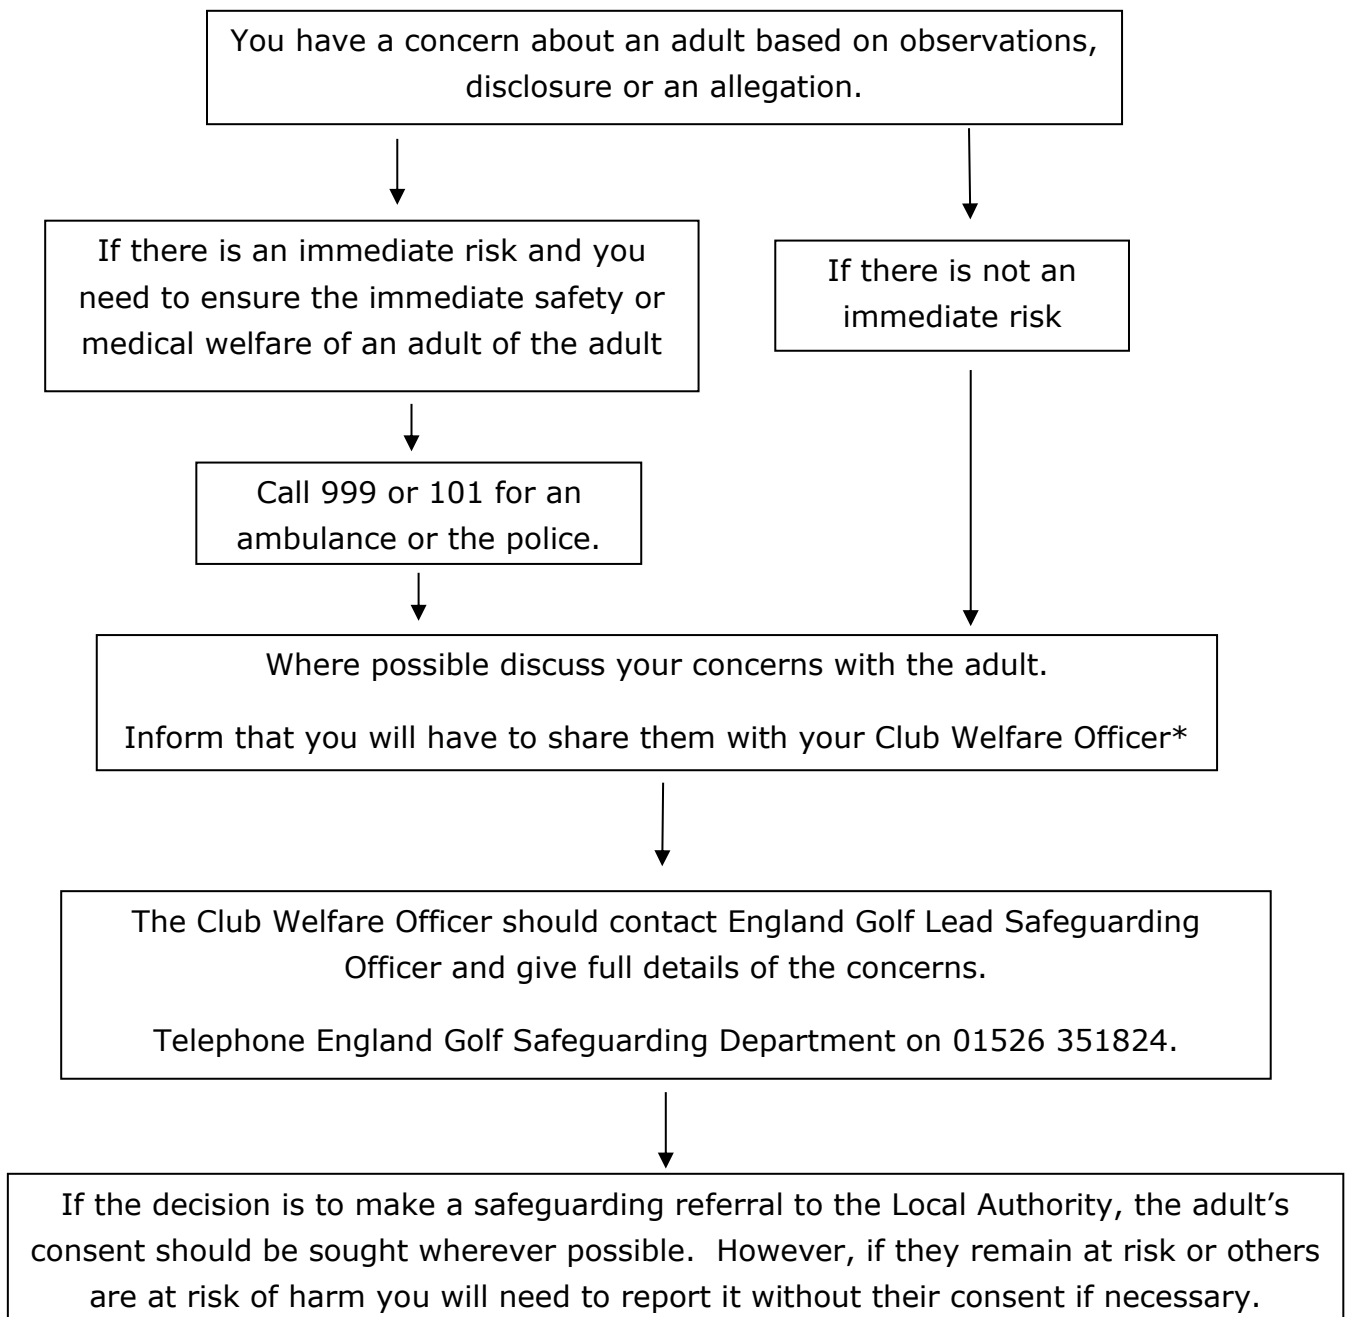 You have a concern about an adult based on observations,
disclosure or an allegation.
If there is an immediate risk and you
need to ensure the immediate safety or
medical welfare of an adult of the adult
If there is not an
immediate risk
Call 999 or 101 for an
ambulance or the police.
Where possible discuss your concerns with the adult.
Inform that you will have to share them with your Club Welfare Officer*
The Club Welfare Officer should contact England Golf Lead Safeguarding
Officer and give full details of the concerns.
Telephone England Golf Safeguarding Department on 01526 351824.
If the decision is to make a safeguarding referral to the Local Authority, the adult’s
consent should be sought wherever possible.  However, if they remain at risk or others
are at risk of harm you will need to report it without their consent if necessary.